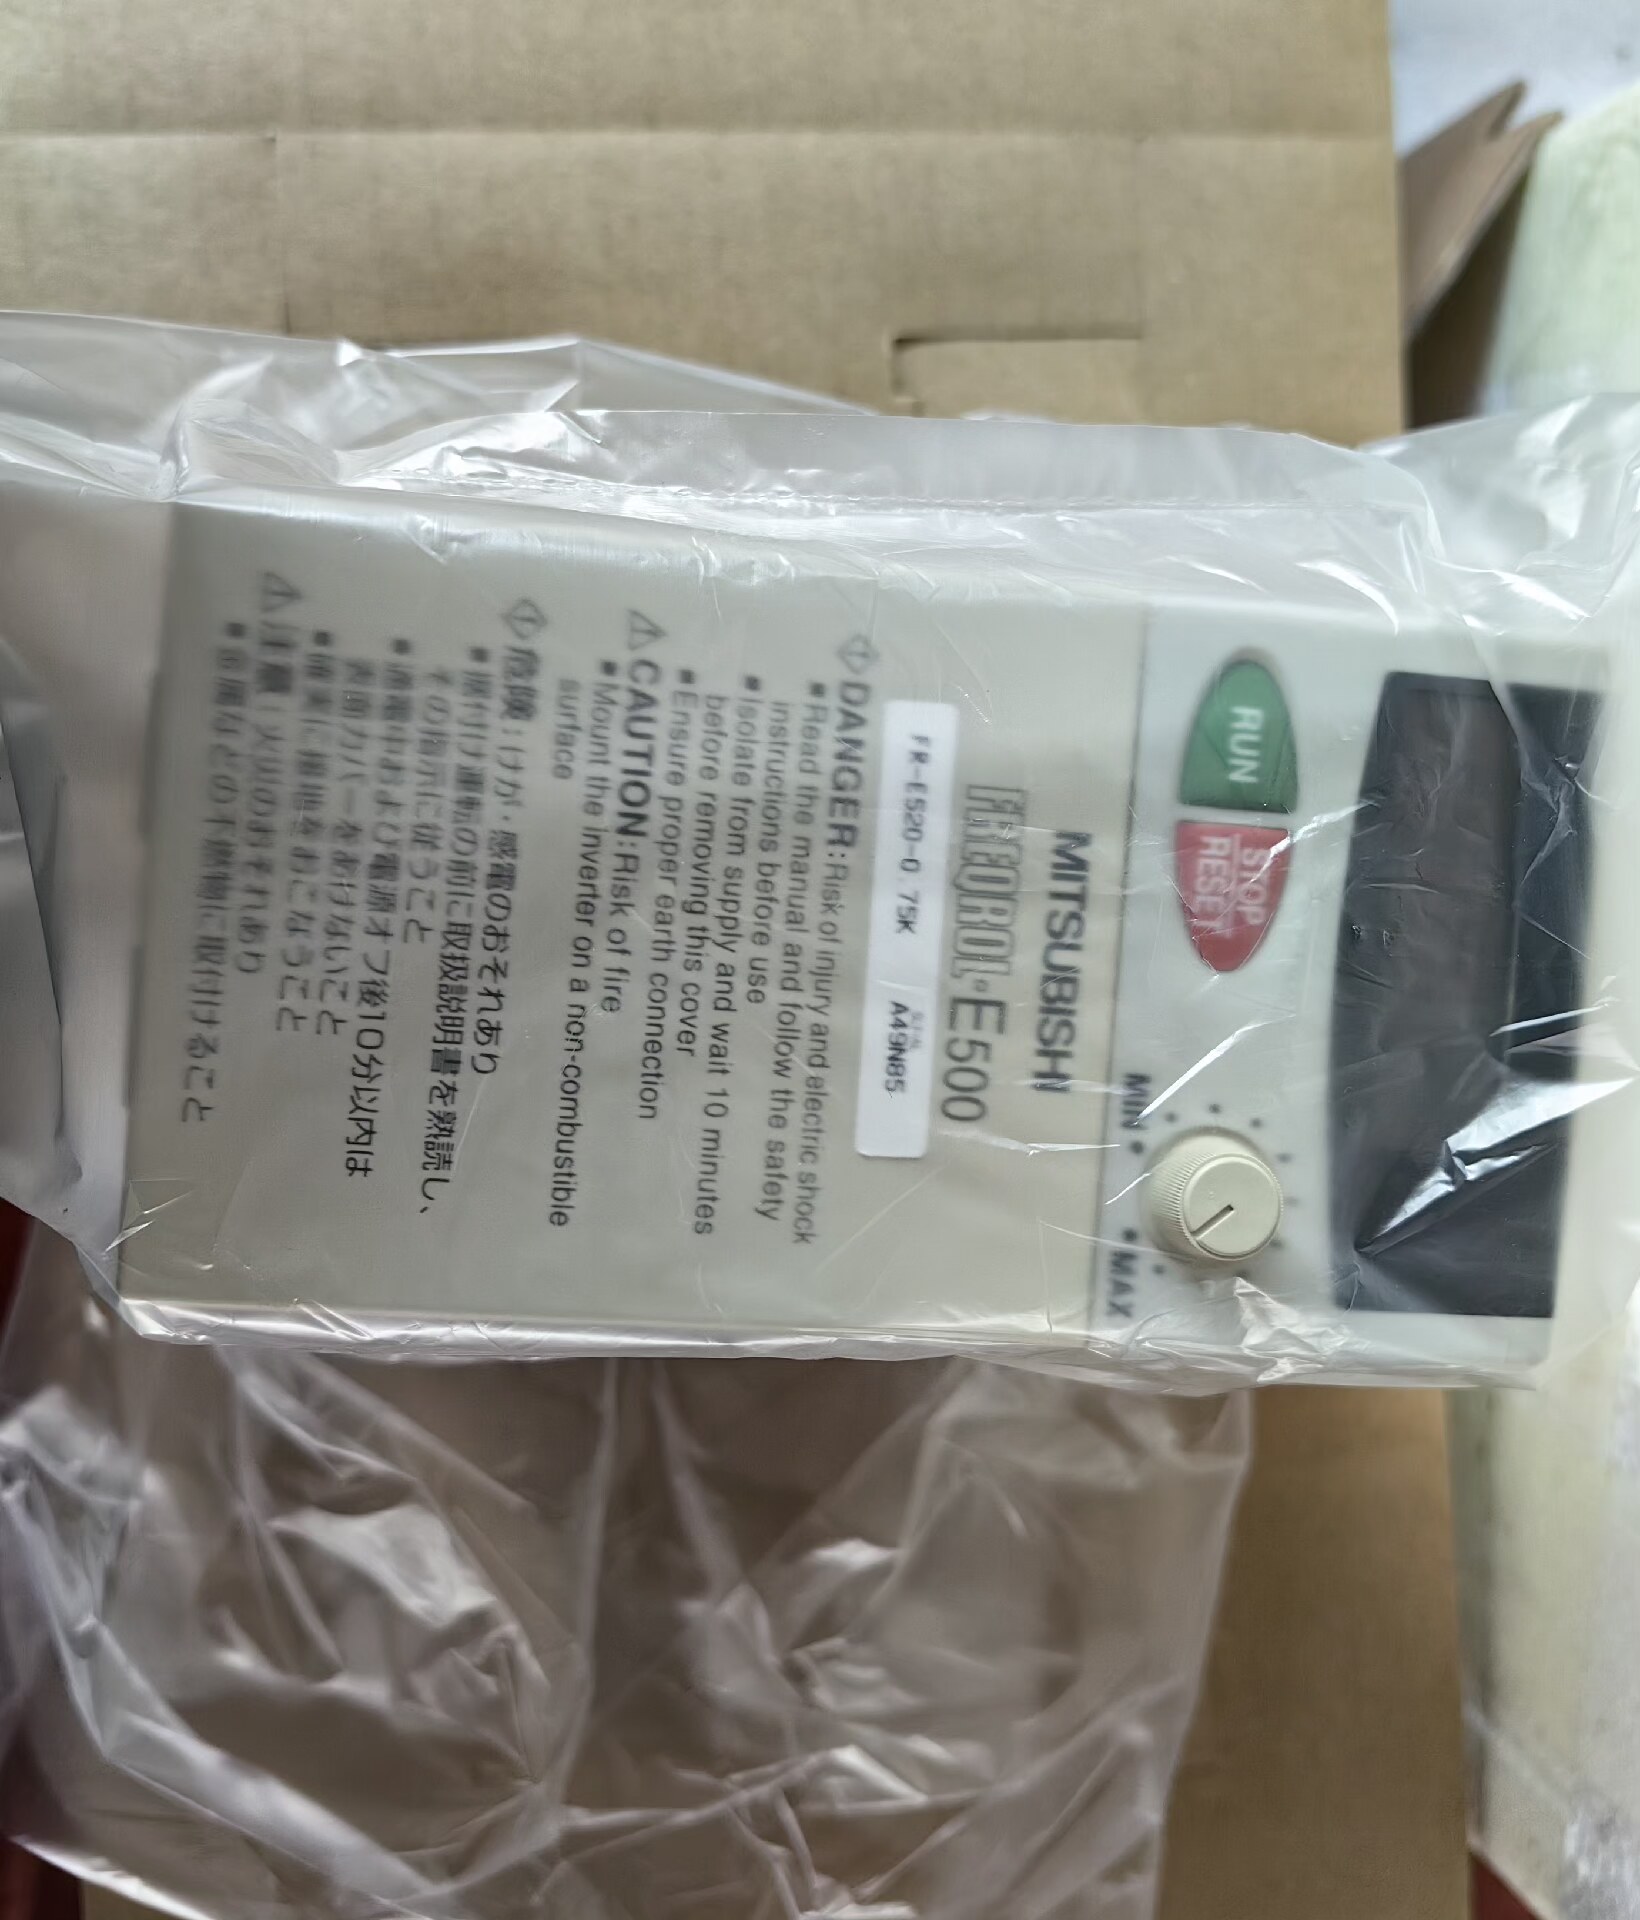 RUN
STOP
RESET
MIN
MAX
MITSUBISHI
FREQROL-E500
FR-E520-0.75K A49N85
DANGER:Risk of injury and electric shock
■Read the manual and follow the safety
instructions before use
■Isolate from supply and wait 10 minutes
before removing this cover
■Ensure proper earth connection
CAUTION:Risk of fire
■Mount the inverter on a non-combustible
surface
危険:けが・感電のおそれあり
■据付け運転の前に取扱説明書を熟読し、
その指示に従うこと
■通電中および電源オフ後10分以内は
表面カバーをあけないこと
■確実に接地をおこなうこと
注意:火災のおそれあり
■金属などの不燃物に取付けること